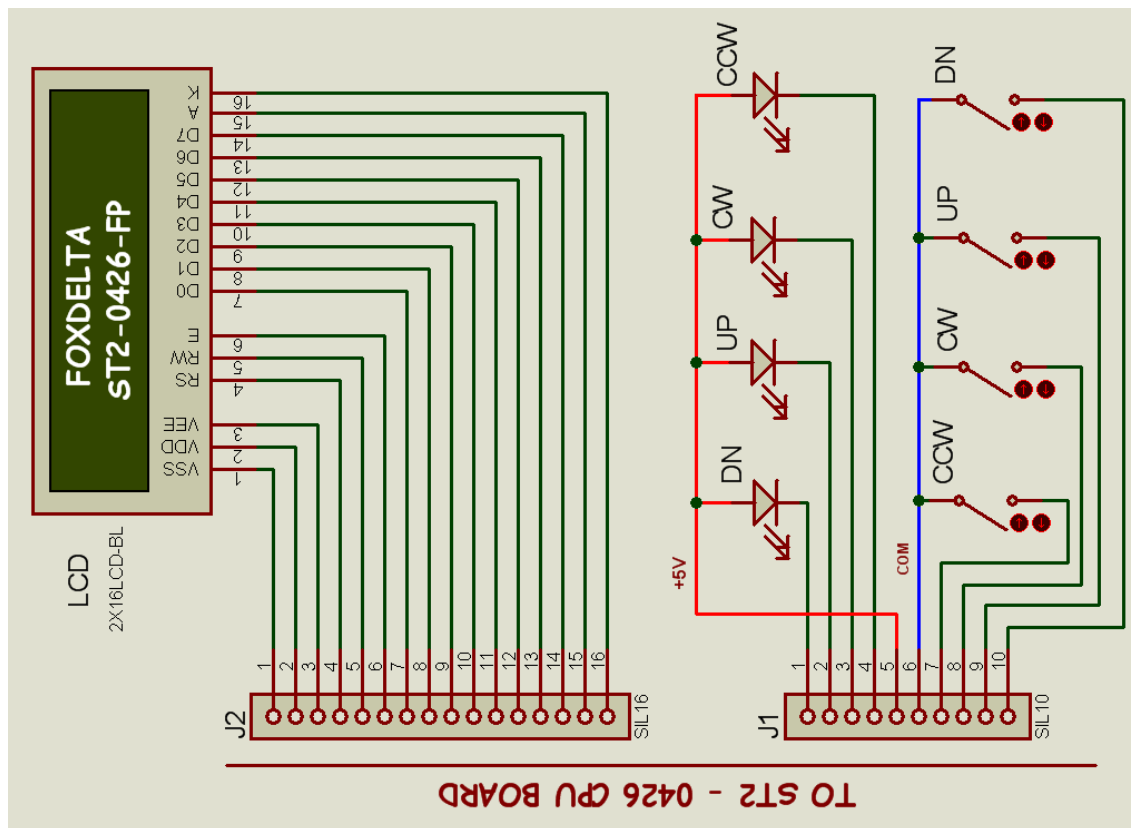 FOXDELTA
ST2-0426-FP
K
A
D7
D6
D5
D4
D3
D2
D1
D0
E
RW
RS
VEE
VDD
VSS
16
15
14
13
12
11
10
9
8
7
6
5
4
3
2
1
LCD
2X16LCD-BL
CCW
CW
UP
DN
+5V
DN
UP
CW
CCW
COM
J2
1
2
3
4
5
6
7
8
9
10
11
12
13
14
15
16
SIL16
J1
1
2
3
4
5
6
7
8
9
10
SIL10
TO ST2 - 0426 CPU BOARD